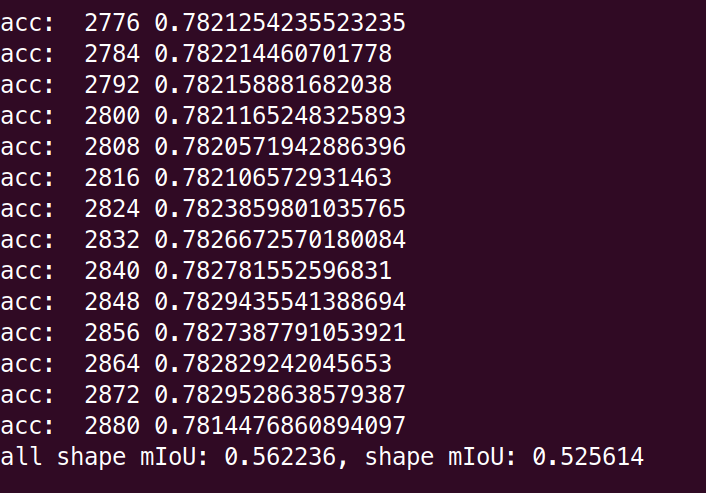 acc:  2776 0.7821254235523235
acc:  2784 0.782214460701778
acc:  2792 0.782158881682038
acc:  2800 0.7821165248325893
acc:  2808 0.7820571942886396
acc:  2816 0.782106572931463
acc:  2824 0.7823859801035765
acc:  2832 0.7826672570180084
acc:  2840 0.782781552596831
acc:  2848 0.7829435541388694
acc:  2856 0.7827387791053921
acc:  2864 0.782829242045653
acc:  2872 0.7829528638579387
acc:  2880 0.7814476860894097
all shape mIoU: 0.562236, shape mIoU: 0.525614